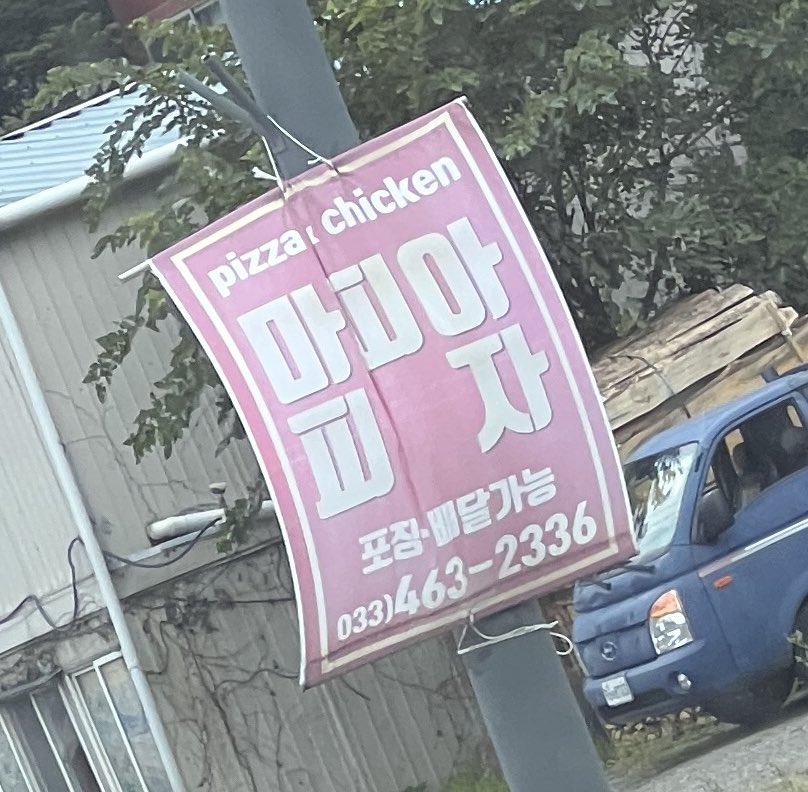 pizza & chicken
마피아
피자
포장·배달가능
033)463-2336